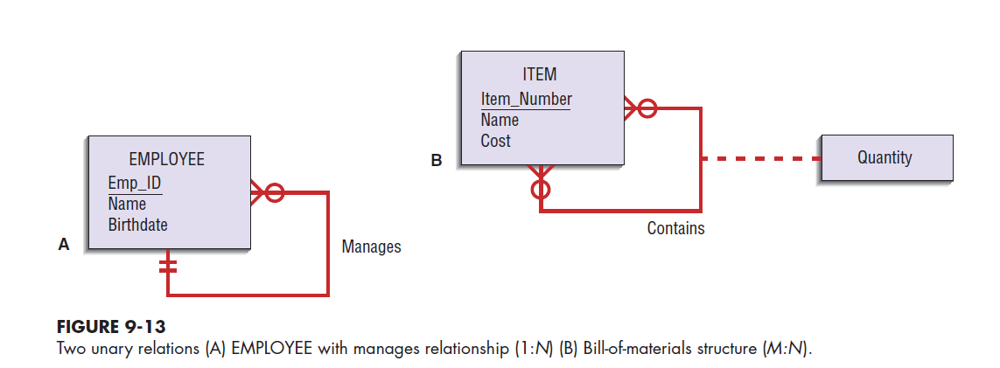 A
EMPLOYEE
Emp_ID
Name
Birthdate
Manages
B
ITEM
Item_Number
Name
Cost
Contains
Quantity
FIGURE 9-13
Two unary relations (A) EMPLOYEE with manages relationship (1:N) (B) Bill-of-materials structure (M:N).